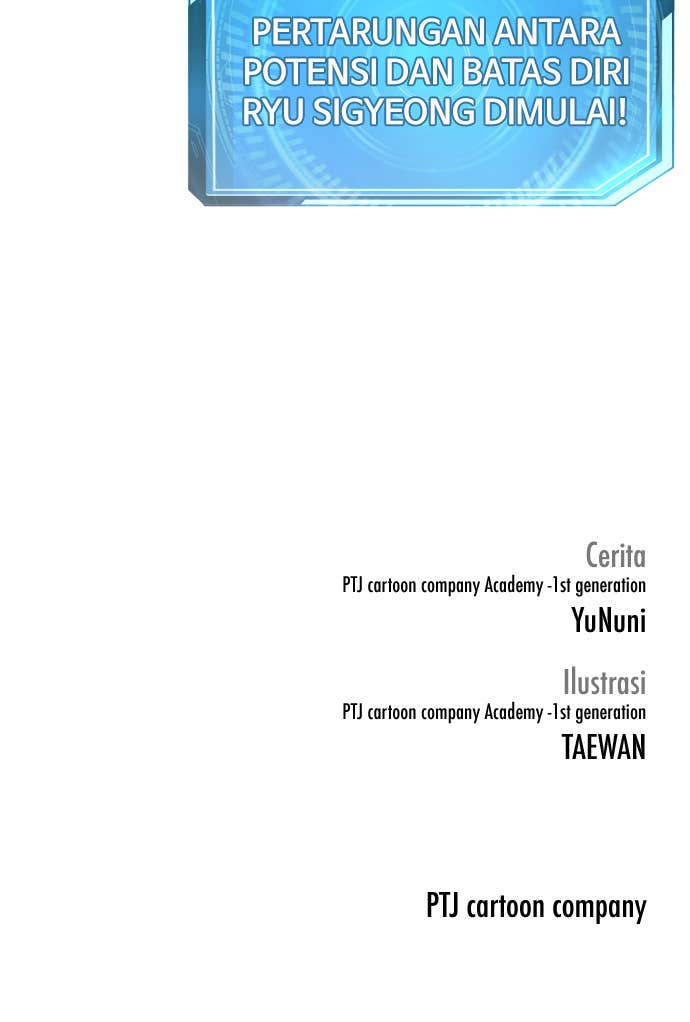 PERTARUNGAN ANTARA
POTENSI DAN BATAS DIRI
RYU SIGYEONG DIMULAI!
Cerita
PTJ cartoon company Academy -1st generation
YuNuni
Ilustrasi
PTJ cartoon company Academy -1st generation
TAEWAN
PTJ cartoon company